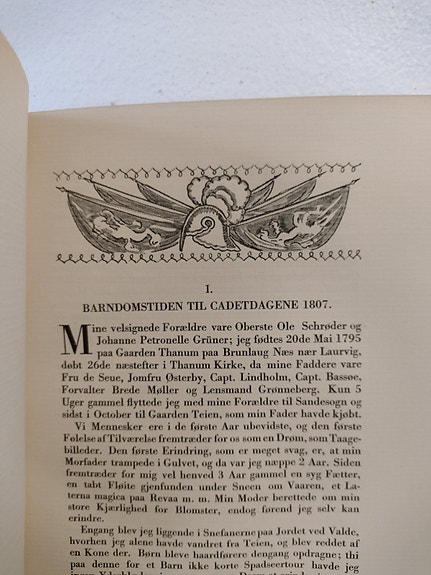 I.
BARNDOMSTIDEN TIL CADETDAGENE 1807.
Mine velsignede Forældre vare Oberste Ole Schrøder og
Johanne Petronelle Grüner; jeg fødtes 20de Mai 1795
paa Gaarden Thanum paa Brunlaug Næs nær Laurvig,
døbt 26de næstefter i Thanum Kirke, da mine Faddere vare
Fru de Seue, Jomfru Østerby, Capt. Lindholm, Capt. Bassøe,
Forvalter Brede Møller og Lensmand Grønneberg. Kun 5
Uger gammel flyttede jeg med mine Forældre til Sandesogn og
sidst i October til Gaarden Teien, som min Fader havde kjøbt.
Vi Mennesker ere i de første Aar ubevidste, og den første
Følelse af Tilværelse fremtræder for os som en Drøm, som Taage-
billeder. Den første Erindring, som er meget svag, er, at min
Morfader trampede i Gulvet, og da var jeg næppe 2 Aar. Siden
fremtræder for mig vel henved 3 Aar gammel en syg Fætter,
en tabt Fløite gjenfunden under Sneen om Vaaren, et La-
terna magica paa Revaa m. m. Min Moder berettede om min
store Kjærlighed for Blomster, endog førend jeg selv kan
erindre.
Engang blev jeg liggende i Snefanerne paa Jordet ved Valde,
hvorhen jeg alene havde vandret fra Teien, og blev reddet af
en Kone der. Børn bleve haardførere dengang opdragne; thi
paa denne for et Barn ikke korte Spadseertour havde jeg